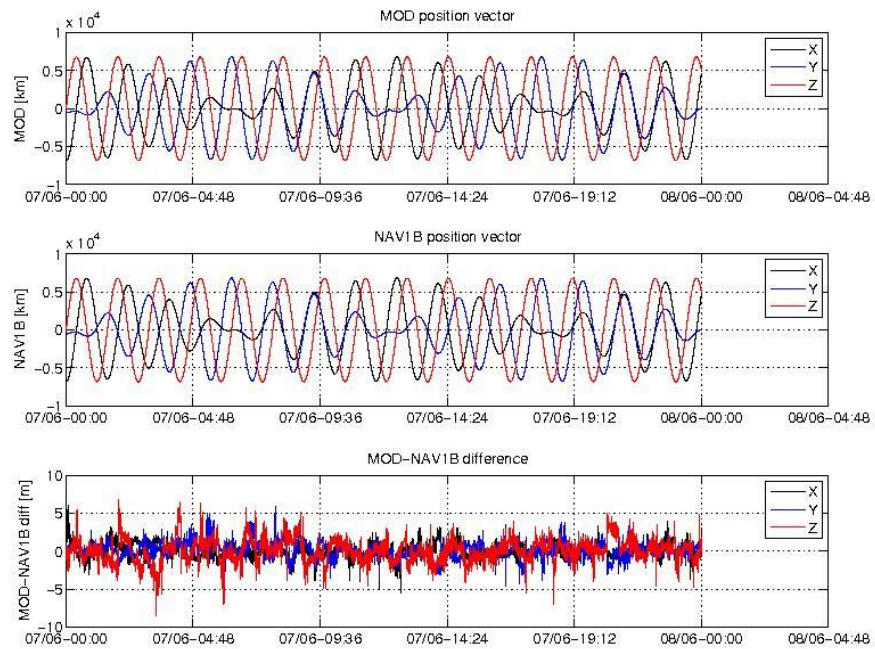 MOD position vector
x 10⁴
1
0.5
0
-0.5
-1
MOD [km]
X
Y
Z
07/06-00:00 07/06-04:48 07/06-09:36 07/06-14:24 07/06-19:12 08/06-00:00 08/06-04:48
NAV1B position vector
x 10⁴
1
0.5
0
-0.5
-1
NAV1B [km]
X
Y
Z
07/06-00:00 07/06-04:48 07/06-09:36 07/06-14:24 07/06-19:12 08/06-00:00 08/06-04:48
MOD-NAV1B difference
10
5
0
-5
-10
MOD-NAV1B diff [m]
X
Y
Z
07/06-00:00 07/06-04:48 07/06-09:36 07/06-14:24 07/06-19:12 08/06-00:00 08/06-04:48